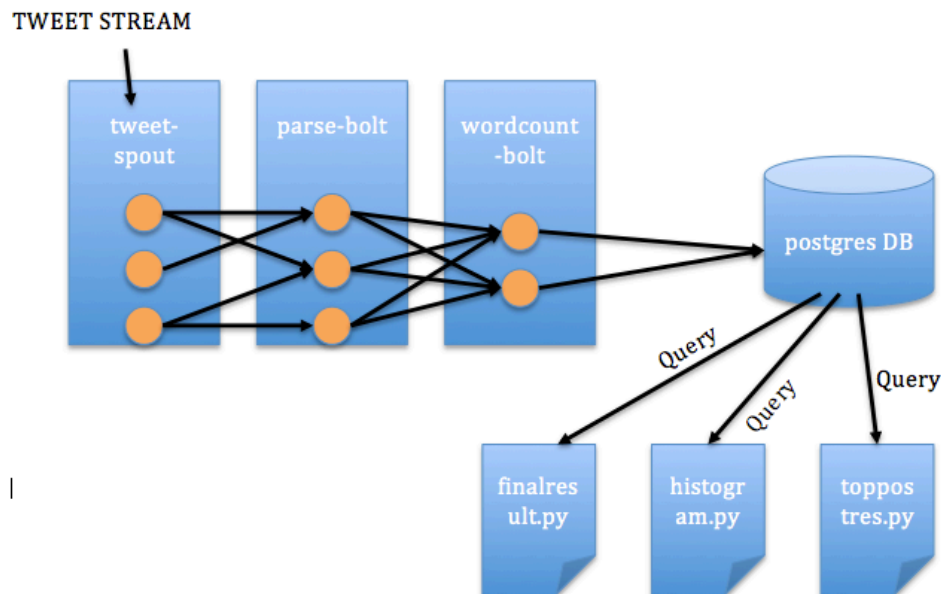 TWEET STREAM
tweet-
spout
parse-bolt
wordcount
-bolt
postgres DB
Query
Query
Query
finalres
ult.py
histogr
am.py
toppos
tres.py